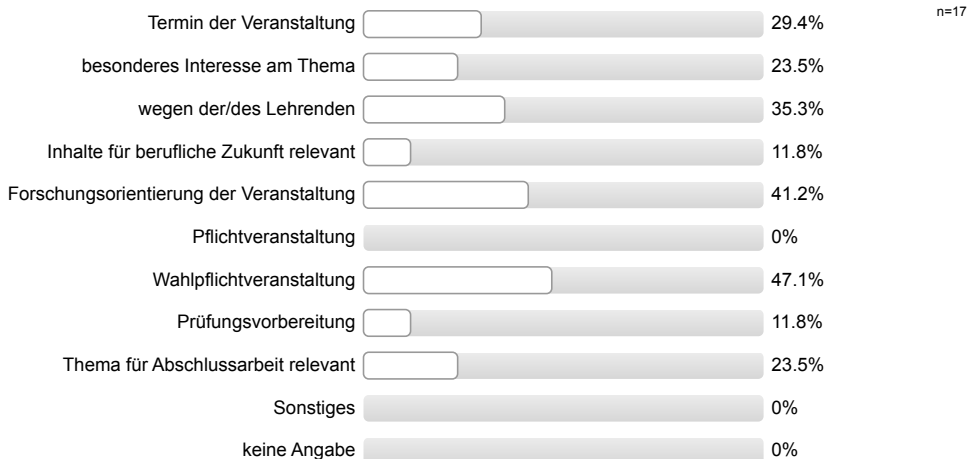 n=17
Termin der Veranstaltung 29.4%
besonderes Interesse am Thema 23.5%
wegen der/des Lehrenden 35.3%
Inhalte für berufliche Zukunft relevant 11.8%
Forschungsorientierung der Veranstaltung 41.2%
Pflichtveranstaltung 0%
Wahlpflichtveranstaltung 47.1%
Prüfungsvorbereitung 11.8%
Thema für Abschlussarbeit relevant 23.5%
Sonstiges 0%
keine Angabe 0%